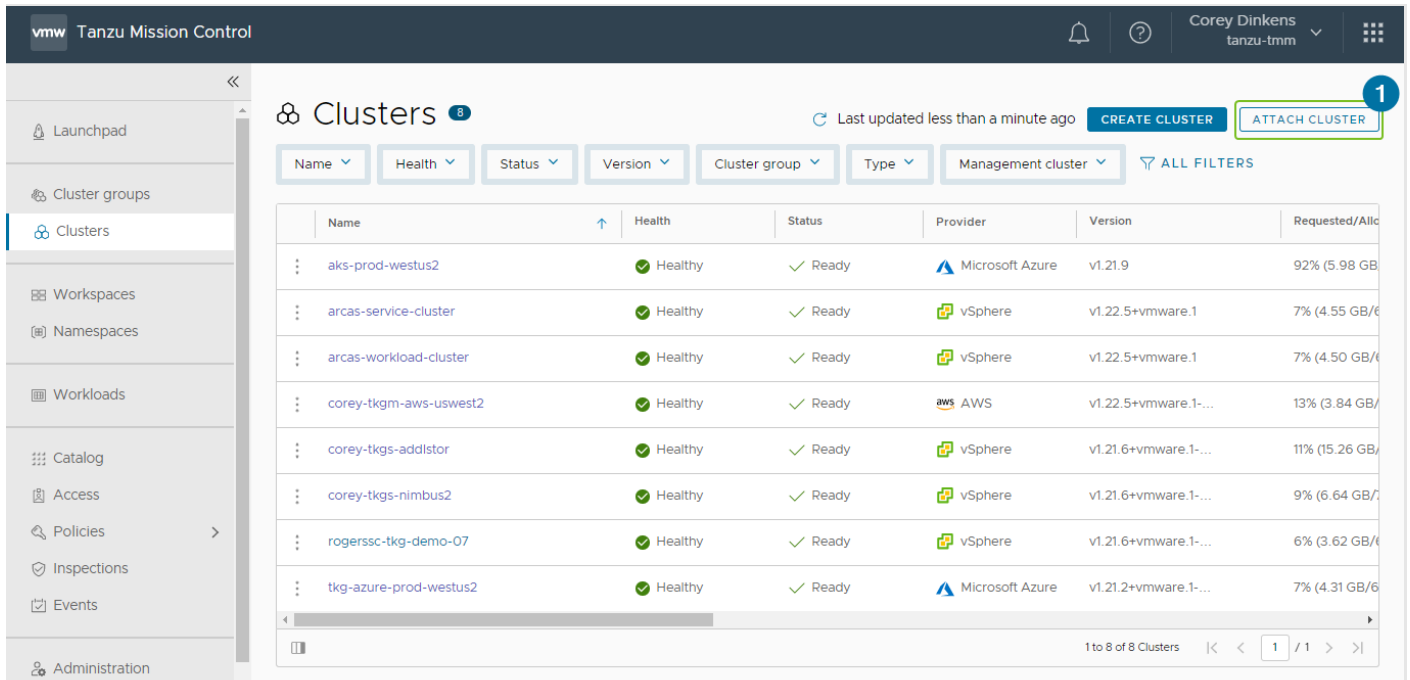 vmw Tanzu Mission Control
Corey Dinkens
tanzu-tmm
Launchpad
Cluster groups
Clusters
Workspaces
Namespaces
Workloads
Catalog
Access
Policies
Inspections
Events
Administration
Clusters 8
Last updated less than a minute ago CREATE CLUSTER ATTACH CLUSTER 1
Name Health Status Version Cluster group Type Management cluster ALL FILTERS
Name Health Status Provider Version Requested/Allc
aks-prod-westus2 Healthy Ready Microsoft Azure v1.21.9 92% (5.98 GB
arcas-service-cluster Healthy Ready vSphere v1.22.5+vmware.1 7% (4.55 GB/6
arcas-workload-cluster Healthy Ready vSphere v1.22.5+vmware.1 7% (4.50 GB/6
corey-tkgm-aws-uswest2 Healthy Ready aws AWS v1.22.5+vmware.1-... 13% (3.84 GB/
corey-tkgs-addlstor Healthy Ready vSphere v1.21.6+vmware.1-... 11% (15.26 GB/
corey-tkgs-nimbus2 Healthy Ready vSphere v1.21.6+vmware.1-... 9% (6.64 GB/7
rogerssc-tkg-demo-07 Healthy Ready vSphere v1.21.6+vmware.1-... 6% (3.62 GB/6
tkg-azure-prod-westus2 Healthy Ready Microsoft Azure v1.21.2+vmware.1-... 7% (4.31 GB/6
1 to 8 of 8 Clusters 1 / 1